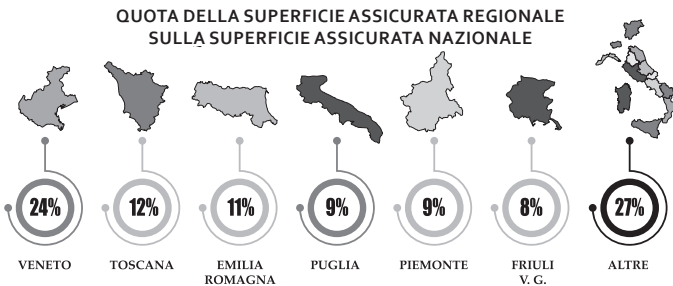 QUOTA DELLA SUPERFICIE ASSICURATA REGIONALE
SULLA SUPERFICIE ASSICURATA NAZIONALE
24%
12%
11%
9%
9%
8%
27%
VENETO
TOSCANA
EMILIA
ROMAGNA
PUGLIA
PIEMONTE
FRIULI
V. G.
ALTRE